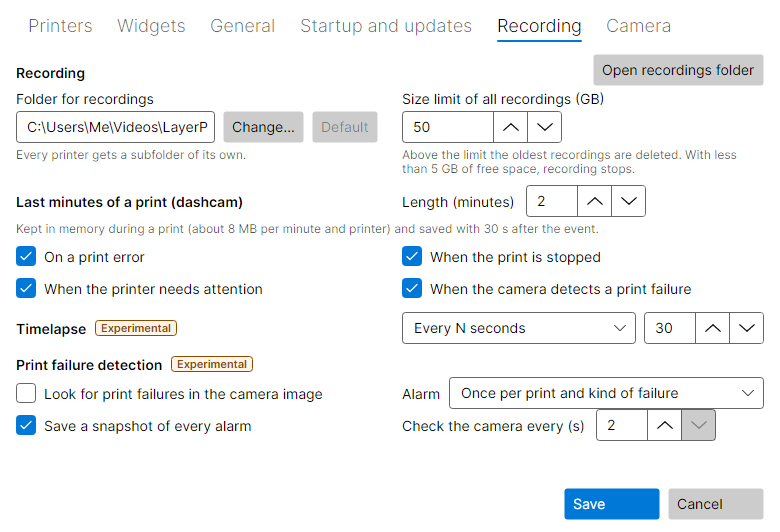 Printers Widgets General Startup and updates Recording Camera
Recording
Open recordings folder
Folder for recordings
Size limit of all recordings (GB)
C:\Users\Me\Videos\LayerP Change... Default
50
Every printer gets a subfolder of its own.
Above the limit the oldest recordings are deleted. With less
than 5 GB of free space, recording stops.
Last minutes of a print (dashcam)
Length (minutes) 2
Kept in memory during a print (about 8 MB per minute and printer) and saved with 30 s after the event.
On a print error
When the print is stopped
When the printer needs attention
When the camera detects a print failure
Timelapse Experimental
Every N seconds 30
Print failure detection Experimental
Look for print failures in the camera image
Alarm Once per print and kind of failure
Save a snapshot of every alarm
Check the camera every (s) 2
Save Cancel